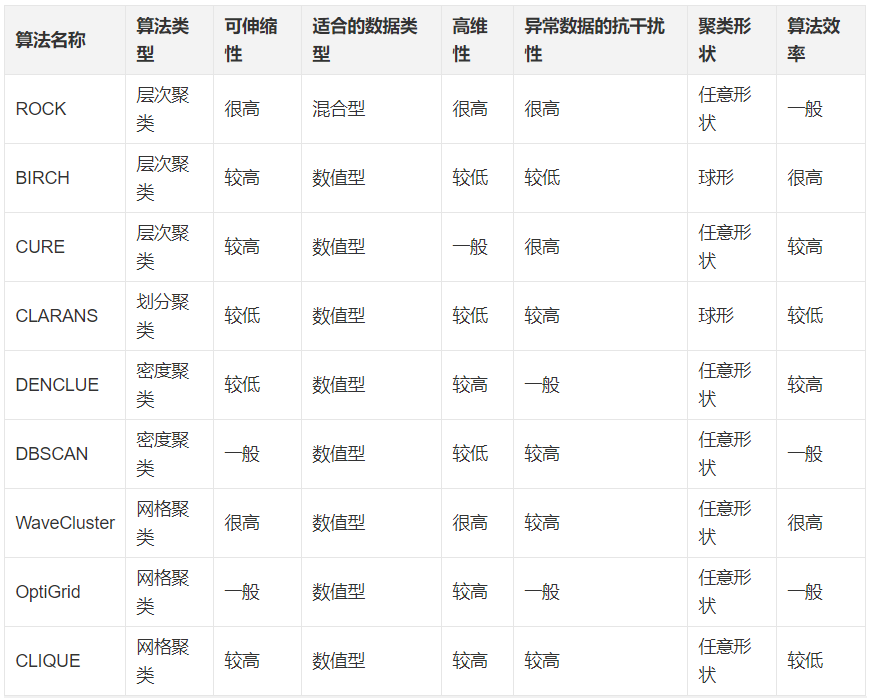 算法名称 算法类型 可伸缩性 适合的数据类型 高维性 异常数据的抗干扰性 聚类形状 算法效率
ROCK 层次聚类 很高 混合型 很高 很高 任意形状 一般
BIRCH 层次聚类 较高 数值型 较低 较低 球形 很高
CURE 层次聚类 较高 数值型 一般 很高 任意形状 较高
CLARANS 划分聚类 较低 数值型 较低 较高 球形 较低
DENCLUE 密度聚类 较低 数值型 较高 一般 任意形状 较高
DBSCAN 密度聚类 一般 数值型 较低 较高 任意形状 一般
WaveCluster 网格聚类 很高 数值型 很高 较高 任意形状 很高
OptiGrid 网格聚类 一般 数值型 较高 一般 任意形状 一般
CLIQUE 网格聚类 较高 数值型 较高 较高 任意形状 较低